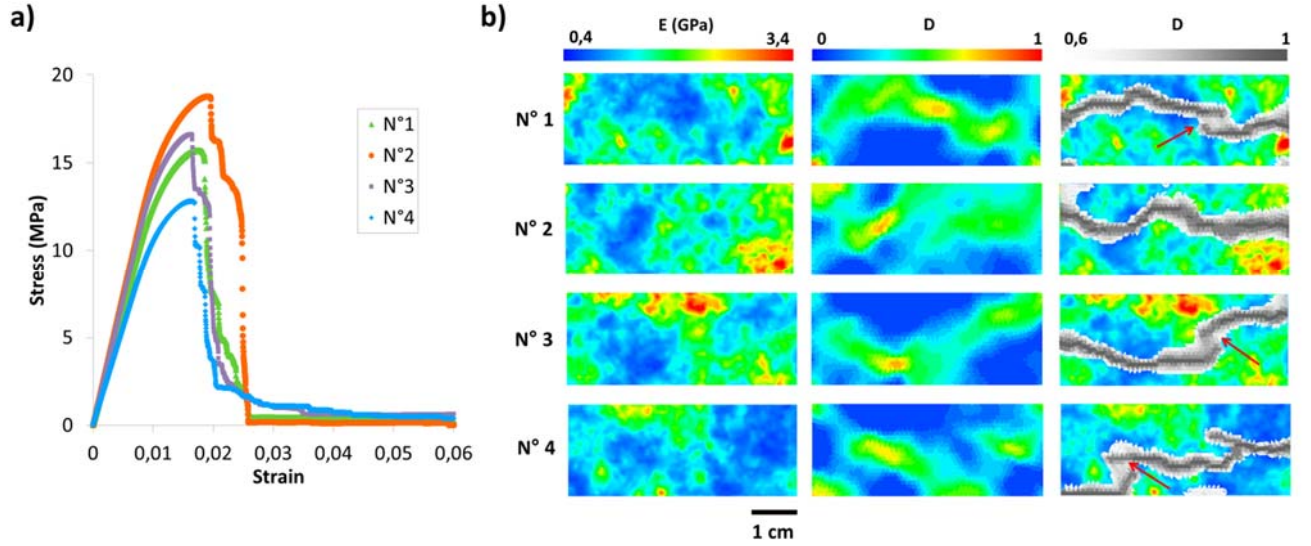 a)
20
15
10
5
0
Stress (MPa)
0 0,01 0,02 0,03 0,04 0,05 0,06
Strain
N°1
N°2
N°3
N°4
b)
E (GPa) D D
0,4 3,4 0 1 0,6 1
N° 1
N° 2
N° 3
N° 4
1 cm